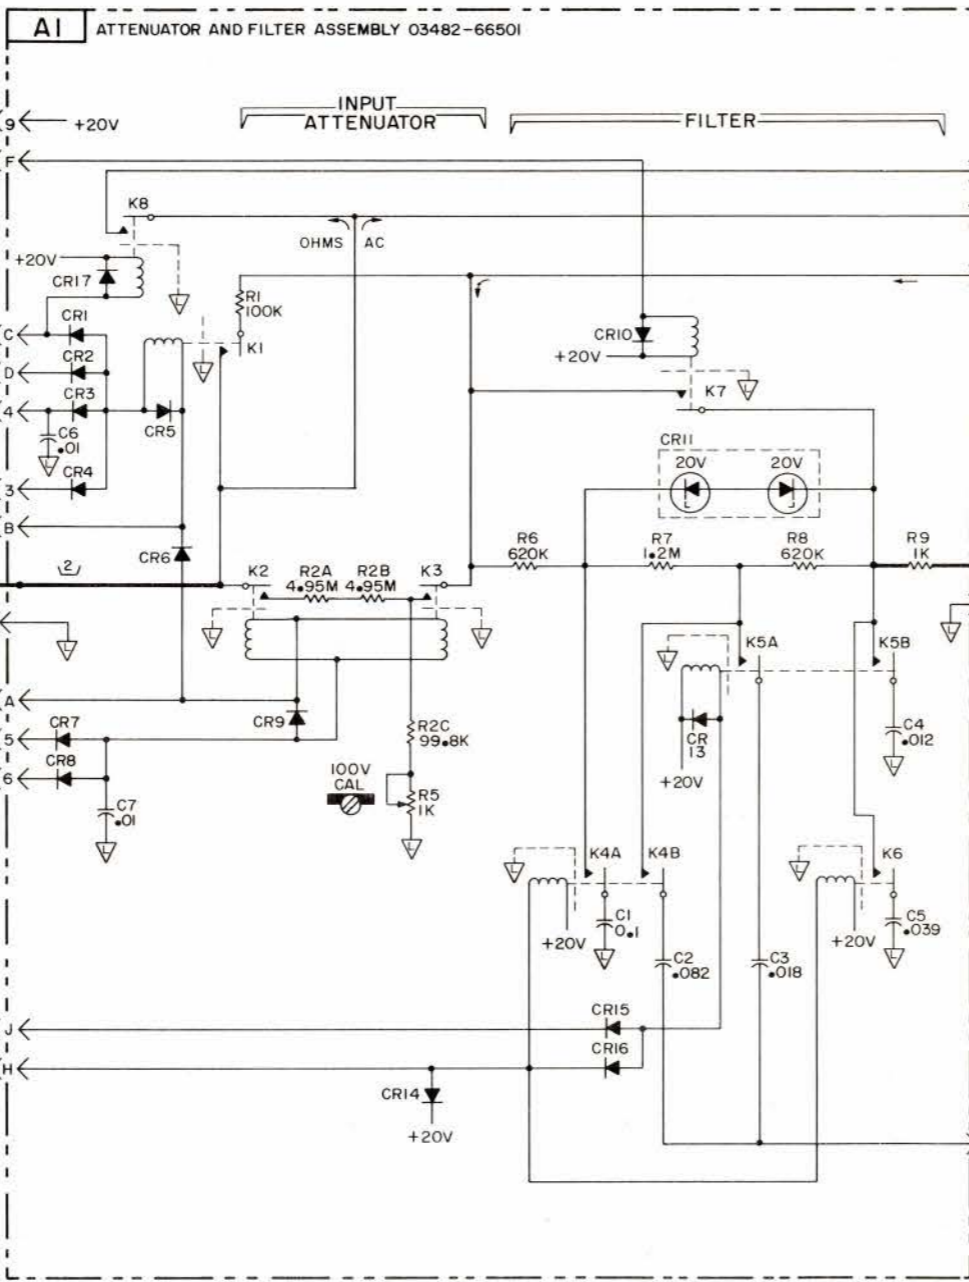 A1
ATTENUATOR AND FILTER ASSEMBLY 03482-66501
INPUT
ATTENUATOR
FILTER
9
+20V
F
K8
OHMS
AC
+20V
CR17
R1
100K
C
CR1
CR10
+20V
K1
D
CR2
4
CR3
K7
C6
.01
CR5
CR11
3
CR4
20V
20V
B
2
CR6
K2
R2A
4.95M
R2B
4.95M
K3
R6
620K
R7
1.2M
R8
620K
R9
1K
L
K5A
K5B
A
5
CR7
CR9
R2C
99.8K
CR
13
C4
.012
6
CR8
100V
CAL
R5
1K
+20V
C7
.01
K4A
K4B
K6
C1
0.1
C5
.039
+20V
+20V
C2
.082
C3
.018
J
CR15
CR16
H
CR14
+20V